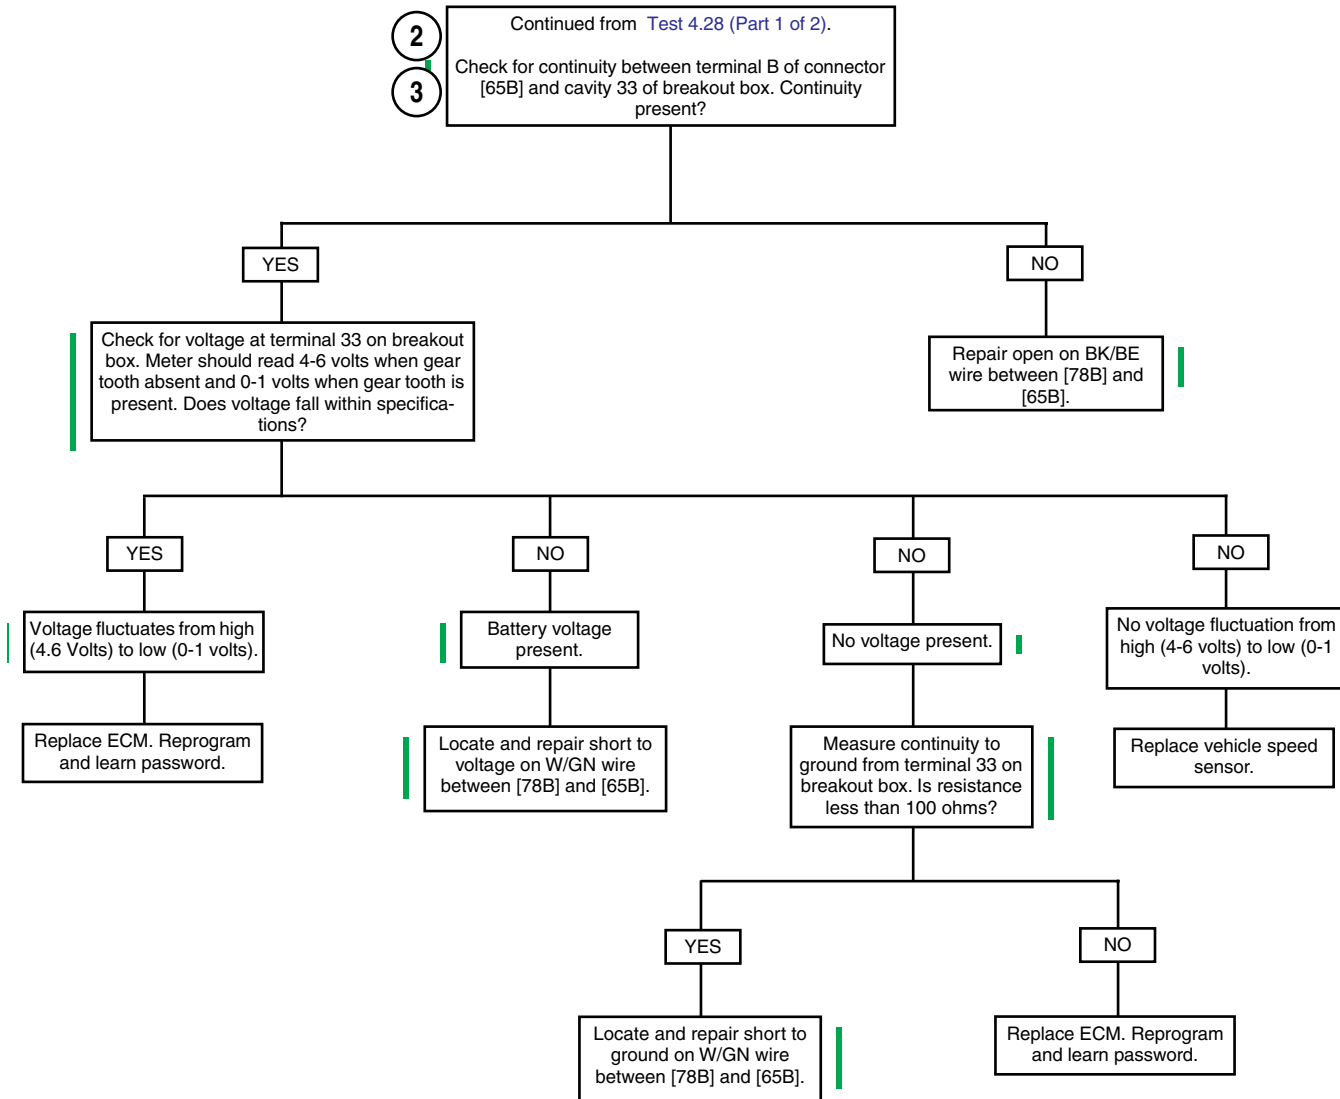 2
3
Continued from Test 4.28 (Part 1 of 2).
Check for continuity between terminal B of connector
[65B] and cavity 33 of breakout box. Continuity
present?
YES
NO
Check for voltage at terminal 33 on breakout
box. Meter should read 4-6 volts when gear
tooth absent and 0-1 volts when gear tooth is
present. Does voltage fall within specifica-
tions?
Repair open on BK/BE
wire between [78B] and
[65B].
YES
NO
NO
NO
Voltage fluctuates from high
(4.6 Volts) to low (0-1 volts).
Battery voltage
present.
No voltage present.
No voltage fluctuation from
high (4-6 volts) to low (0-1
volts).
Replace ECM. Reprogram
and learn password.
Locate and repair short to
voltage on W/GN wire
between [78B] and [65B].
Measure continuity to
ground from terminal 33 on
breakout box. Is resistance
less than 100 ohms?
Replace vehicle speed
sensor.
YES
NO
Locate and repair short to
ground on W/GN wire
between [78B] and [65B].
Replace ECM. Reprogram
and learn password.